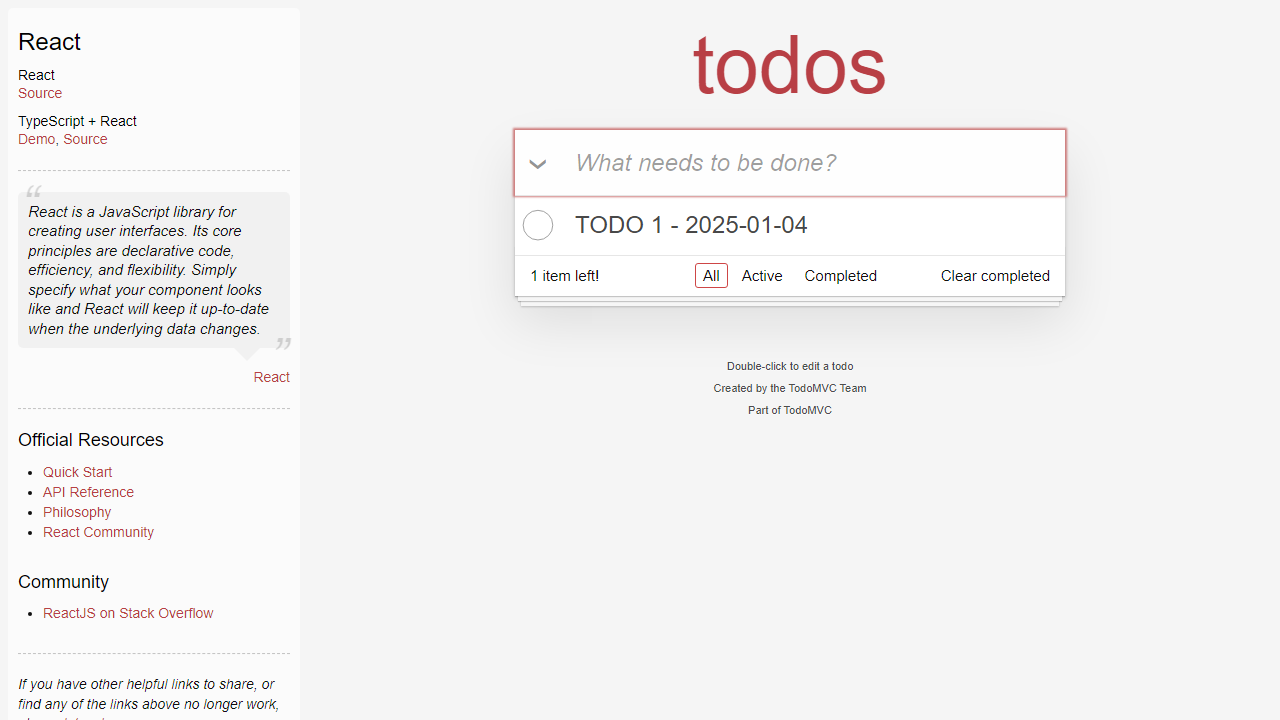 React
React
Source
TypeScript + React
Demo, Source
“
React is a JavaScript library for
creating user interfaces. Its core
principles are declarative code,
efficiency, and flexibility. Simply
specify what your component looks
like and React will keep it up-to-date
when the underlying data changes.
”
React
Official Resources
Quick Start
API Reference
Philosophy
React Community
Community
ReactJS on Stack Overflow
If you have other helpful links to share, or
find any of the links above no longer work,
todos
What needs to be done?
TODO 1 - 2025-01-04
1 item left!
All
Active
Completed
Clear completed
Double-click to edit a todo
Created by the TodoMVC Team
Part of TodoMVC